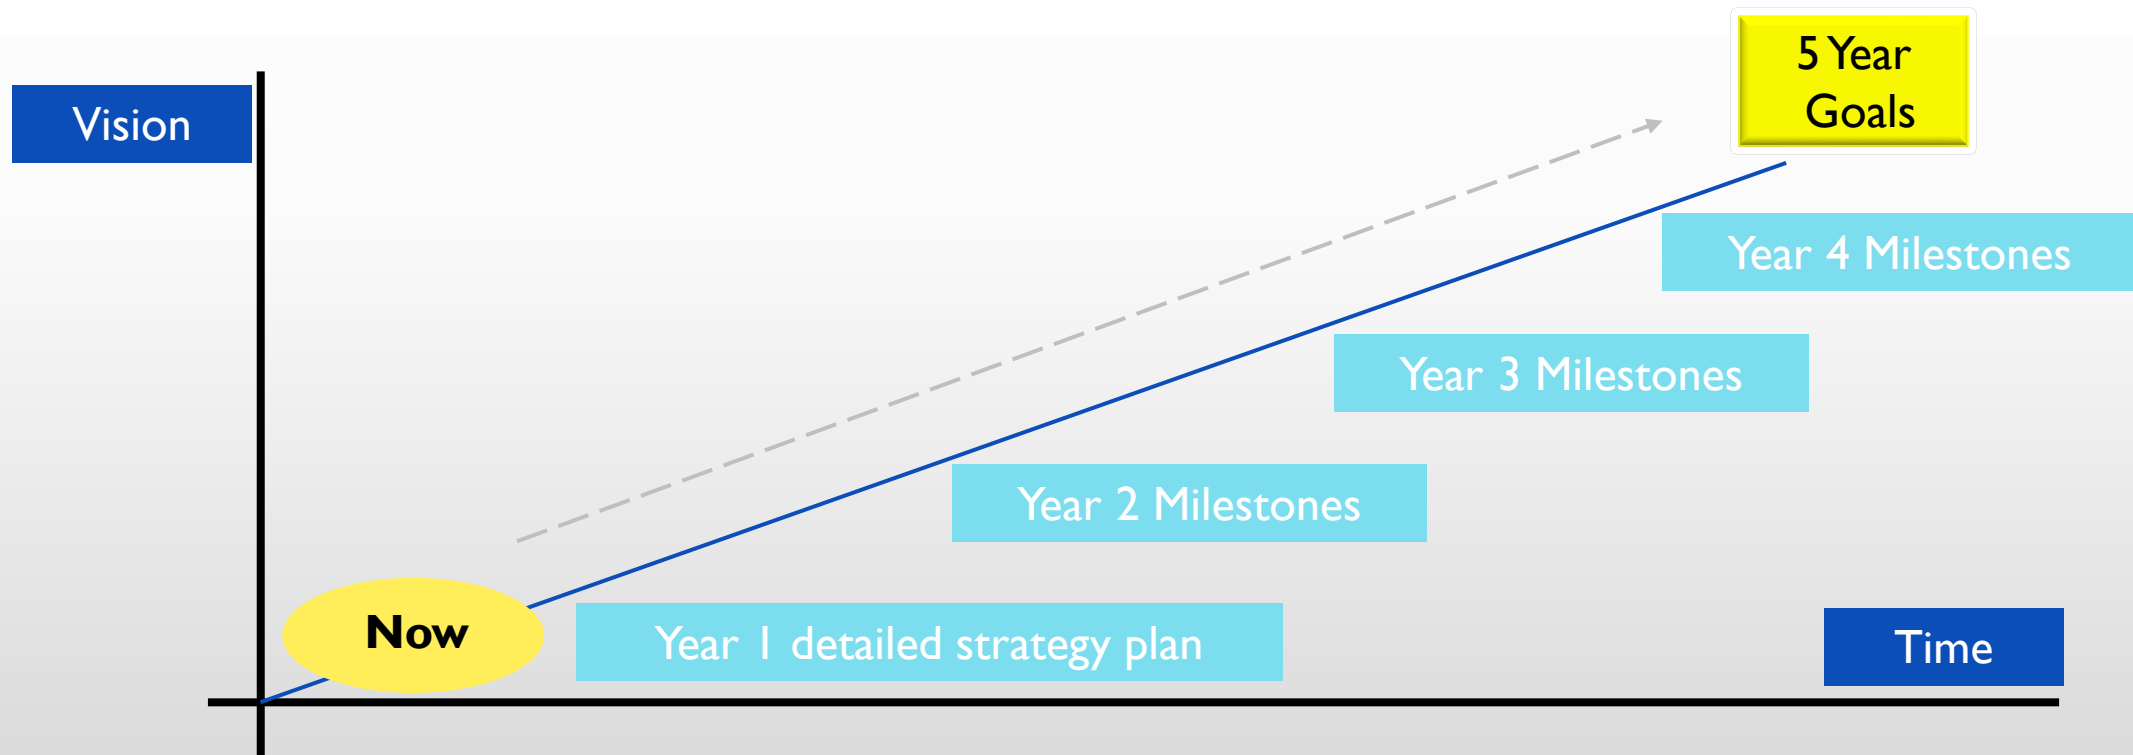 5 Year
Goals
Vision
Year 4 Milestones
Year 3 Milestones
Year 2 Milestones
Now
Year 1 detailed strategy plan
Time